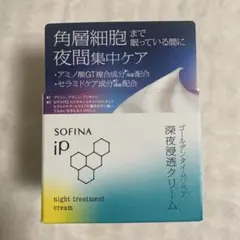 角層細胞まで
眠っている間に
夜間集中ケア
・アミノ酸GT複合成分*¹配合
・セラミドケア成分*²配合
ゴールデンタイムリペア
深夜浸透クリーム
SOFINA
iP
night treatment
cream